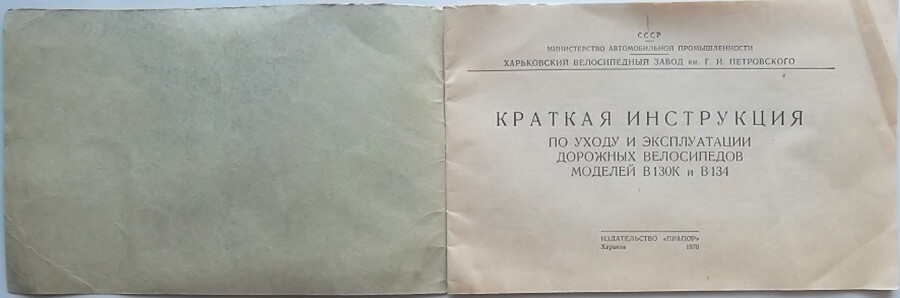 СССР
МИНИСТЕРСТВО АВТОМОБИЛЬНОЙ ПРОМЫШЛЕННОСТИ
ХАРЬКОВСКИЙ ВЕЛОСИПЕДНЫЙ ЗАВОД им. Г. И. ПЕТРОВСКОГО
КРАТКАЯ ИНСТРУКЦИЯ
ПО УХОДУ И ЭКСПЛУАТАЦИИ
ДОРОЖНЫХ ВЕЛОСИПЕДОВ
МОДЕЛЕЙ В130К и В-134
ИЗДАТЕЛЬСТВО «ПРАПОР»
Харьков 1970